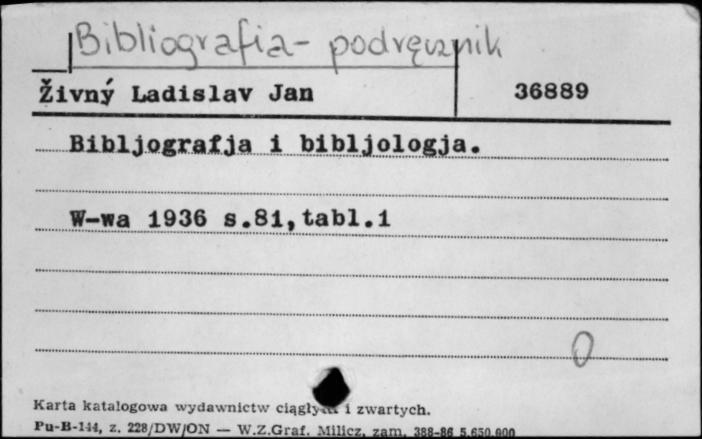 Bibliografia - podręcznik
Živný Ladislav Jan 36889
Bibljografja i bibljologja.
W-wa 1936 s.81,tabl.1
0
Karta katalogowa wydawnictw ciągłych i zwartych.
Pu-B-144, z. 228/DW/ON — W.Z.Graf. Milicz, zam. 388-86 5.650.000